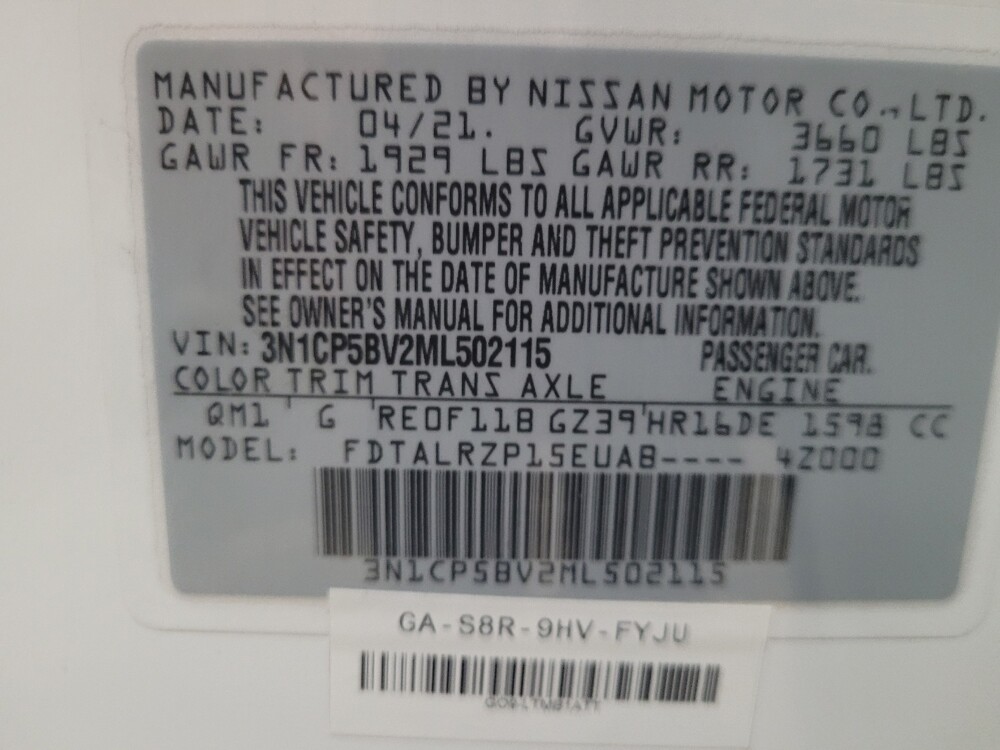 MANUFACTURED BY NISSAN MOTOR CO.,LTD.
DATE: 04/21. GVWR: 3660 LBS
GAWR FR: 1929 LBS GAWR RR: 1731 LBS
THIS VEHICLE CONFORMS TO ALL APPLICABLE FEDERAL MOTOR
VEHICLE SAFETY, BUMPER AND THEFT PREVENTION STANDARDS
IN EFFECT ON THE DATE OF MANUFACTURE SHOWN ABOVE.
SEE OWNER'S MANUAL FOR ADDITIONAL INFORMATION.
VIN: 3N1CP5BV2ML502115 PASSENGER CAR.
COLOR TRIM TRANS AXLE ENGINE
QM1 G RE0F11B GZ39 HR16DE 1598 CC
MODEL: FDTALRZP15EUAB---- 4Z000
3N1CP5BV2ML502115
GA-S8R-9HV-FYJU